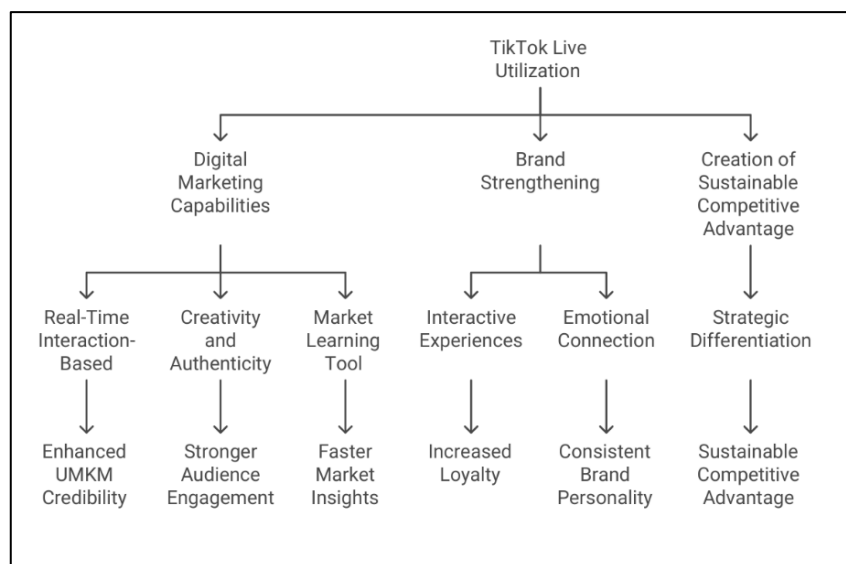 TikTok Live
Utilization
Digital
Marketing
Capabilities
Brand
Strengthening
Creation of
Sustainable
Competitive
Advantage
Real-Time
Interaction-
Based
Creativity
and
Authenticity
Market
Learning
Tool
Interactive
Experiences
Emotional
Connection
Strategic
Differentiation
Enhanced
UMKM
Credibility
Stronger
Audience
Engagement
Faster
Market
Insights
Increased
Loyalty
Consistent
Brand
Personality
Sustainable
Competitive
Advantage